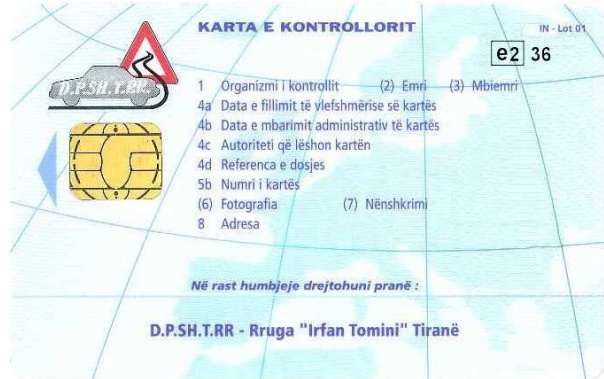 KARTA E KONTROLLORIT
IN - Lot 01
e2 36
D.P.SH.T.RR.
1 Organizmi i kontrollit (2) Emri (3) Mbiemri
4a Data e fillimit të vlefshmërise së kartës
4b Data e mbarimit administrativ të kartës
4c Autoriteti që lëshon kartën
4d Referenca e dosjes
5b Numri i kartës
(6) Fotografia (7) Nënshkrimi
8 Adresa
Në rast humbjeje drejtohuni pranë :
D.P.SH.T.RR - Rruga "Irfan Tomini" Tiranë